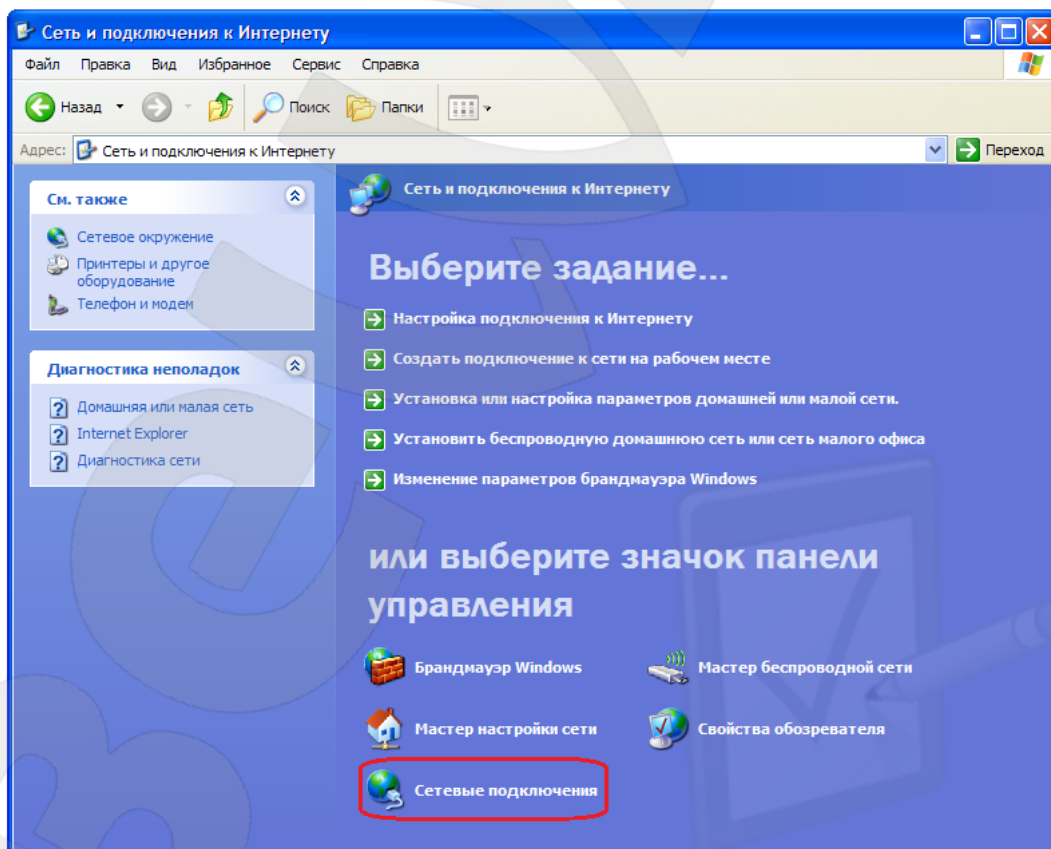 Сеть и подключения к Интернету
Файл Правка Вид Избранное Сервис Справка
Назад Поиск Папки
Адрес: Сеть и подключения к Интернету Переход
См. также
Сетевое окружение
Принтеры и другое
оборудование
Телефон и модем
Диагностика неполадок
Домашняя или малая сеть
Internet Explorer
Диагностика сети
Сеть и подключения к Интернету
Выберите задание...
Настройка подключения к Интернету
Создать подключение к сети на рабочем месте
Установка или настройка параметров домашней или малой сети.
Установить беспроводную домашнюю сеть или сеть малого офиса
Изменение параметров брандмауэра Windows
или выберите значок панели
управления
Брандмауэр Windows
Мастер беспроводной сети
Мастер настройки сети
Свойства обозревателя
Сетевые подключения